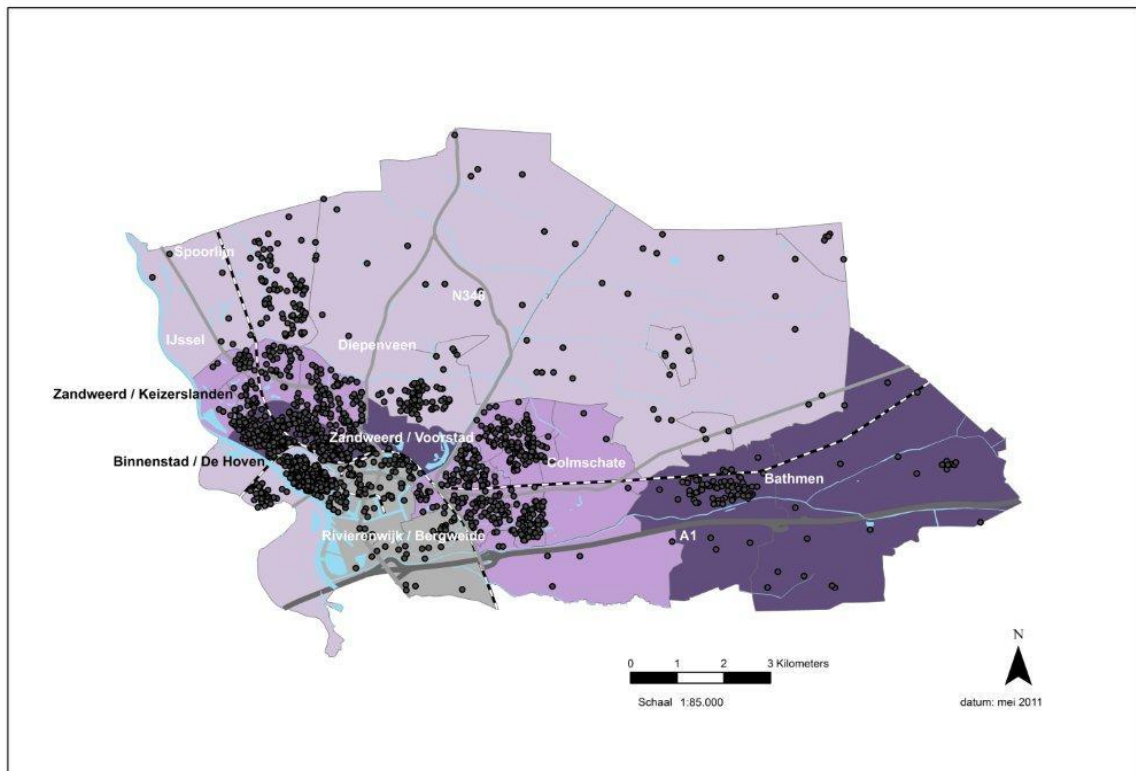 Spoorlijn
N348
IJssel
Diepenveen
Zandweerd / Keizerslanden
Zandweerd / Voorstad
Binnenstad / De Hoven
Colmschate
Bathmen
Rivierenwijk / Bergweide
A1
N
0 1 2 3 Kilometers
Schaal 1:85.000
datum: mei 2011